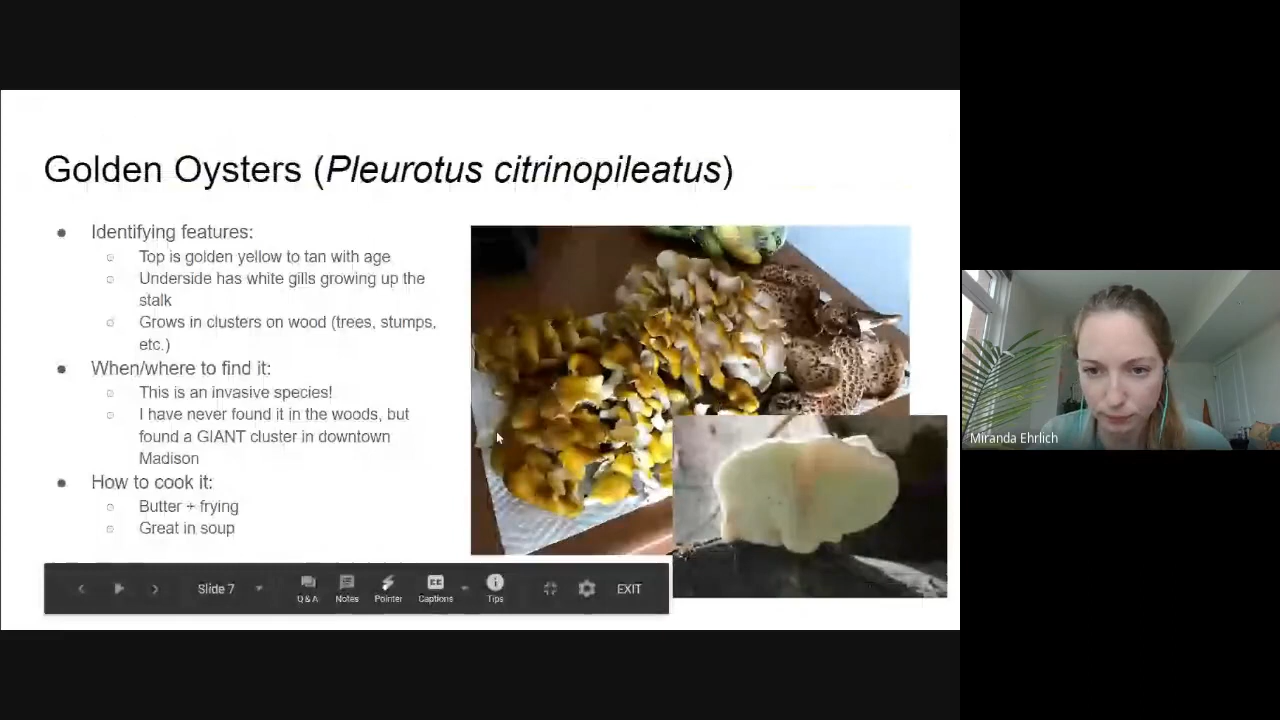 Golden Oysters (Pleurotus citrinopileatus)
● Identifying features:
○ Top is golden yellow to tan with age
○ Underside has white gills growing up the
stalk
○ Grows in clusters on wood (trees, stumps,
etc.)
● When/where to find it:
○ This is an invasive species!
○ I have never found it in the woods, but
found a GIANT cluster in downtown
Madison
● How to cook it:
○ Butter + frying
○ Great in soup
Slide 7
Q & A
Notes
Pointer
CC
Captions
Tips
EXIT
Miranda Ehrlich